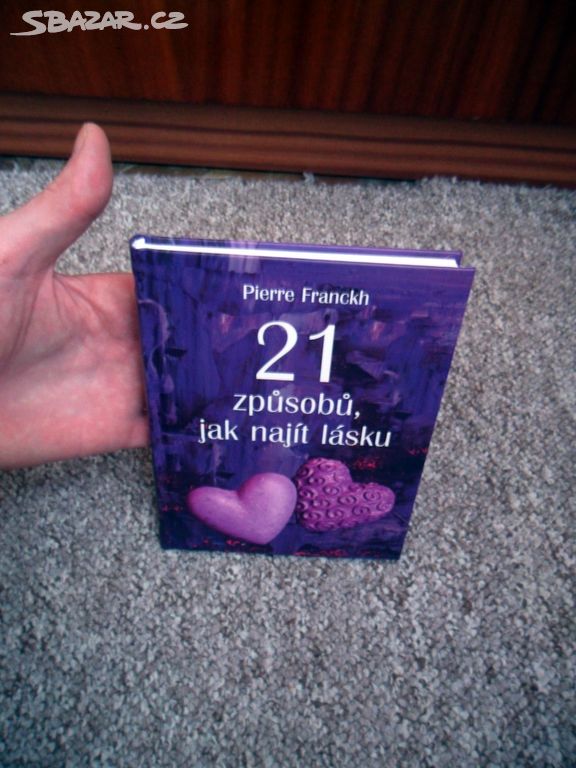 SBAZAR.CZ
Pierre Franckh
21
způsobů,
jak najít lásku